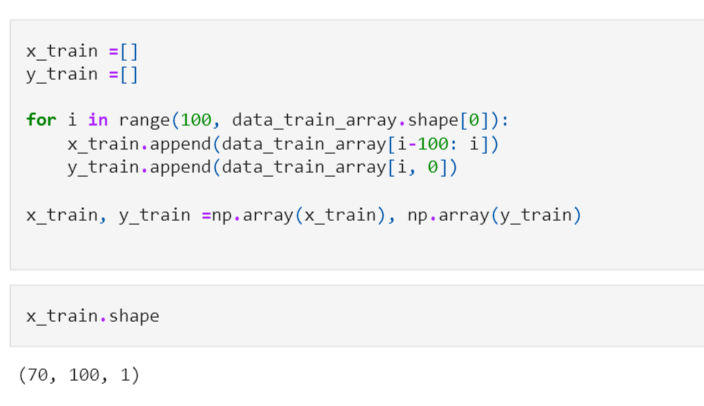 x_train =[]
y_train =[]
for i in range(100, data_train_array.shape[0]):
    x_train.append(data_train_array[i-100: i])
    y_train.append(data_train_array[i, 0])
x_train, y_train =np.array(x_train), np.array(y_train)
x_train.shape
(70, 100, 1)